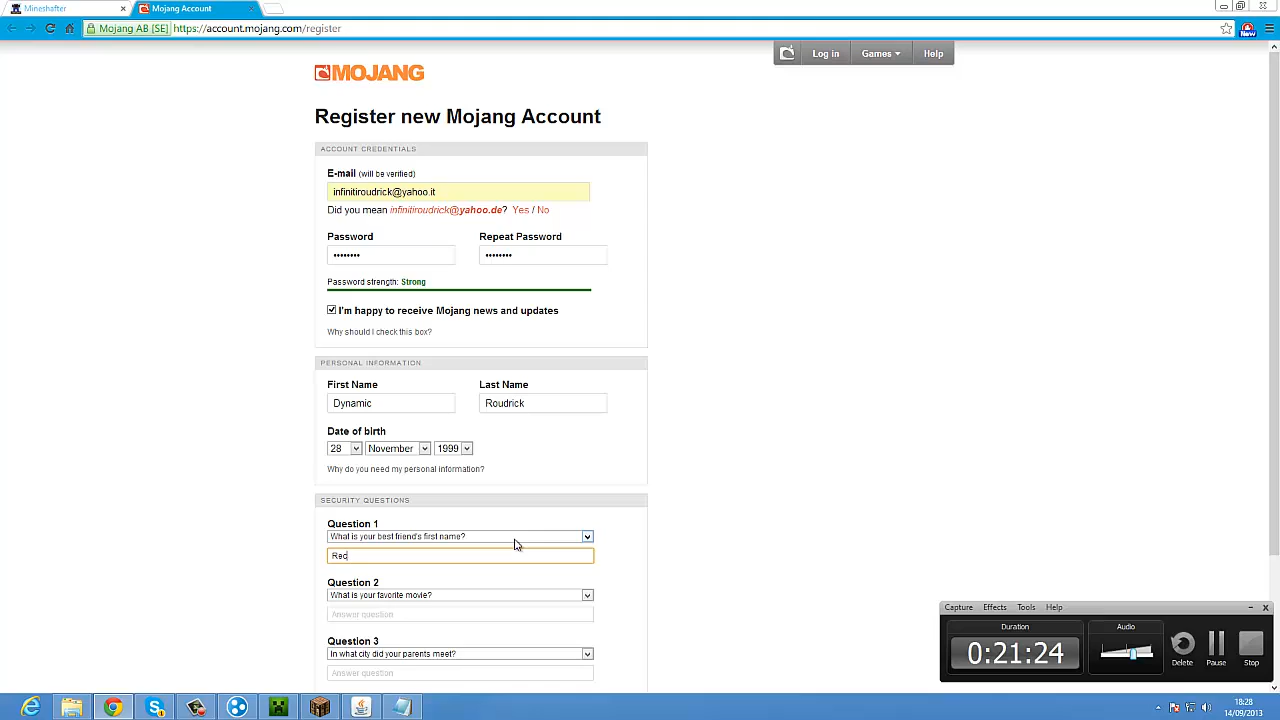 Mineshafter
Mojang Account
Mojang AB [SE] https://account.mojang.com/register
New
Log in Games Help
MOJANG
Register new Mojang Account
ACCOUNT CREDENTIALS
E-mail (will be verified)
infinitiroudrick@yahoo.it
Did you mean infinitiroudrick@yahoo.de? Yes / No
Password Repeat Password
•••••••• ••••••••
Password strength: Strong
I'm happy to receive Mojang news and updates
Why should I check this box?
PERSONAL INFORMATION
First Name Last Name
Dynamic Roudrick
Date of birth
28 November 1999
Why do you need my personal information?
SECURITY QUESTIONS
Question 1
What is your best friend's first name?
Rec
Question 2
What is your favorite movie?
Answer question
Question 3
In what city did your parents meet?
Answer question
Capture Effects Tools Help
Duration Audio
0:21:24
Delete Pause Stop
18:28
14/09/2013